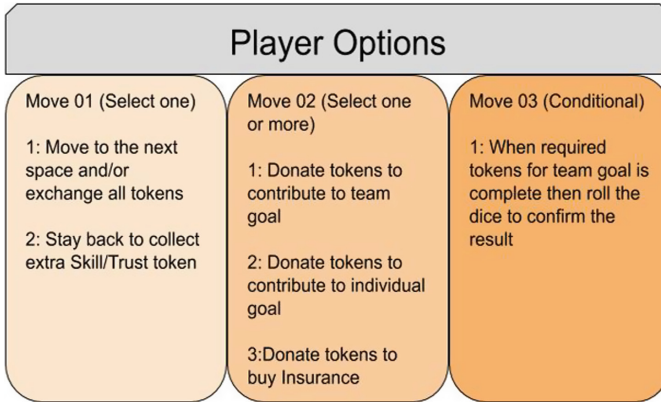 Player Options
Move 01 (Select one)
1: Move to the next
space and/or
exchange all tokens
2: Stay back to collect
extra Skill/Trust token
Move 02 (Select one
or more)
1: Donate tokens to
contribute to team
goal
2: Donate tokens to
contribute to individual
goal
3:Donate tokens to
buy Insurance
Move 03 (Conditional)
1: When required
tokens for team goal is
complete then roll the
dice to confirm the
result